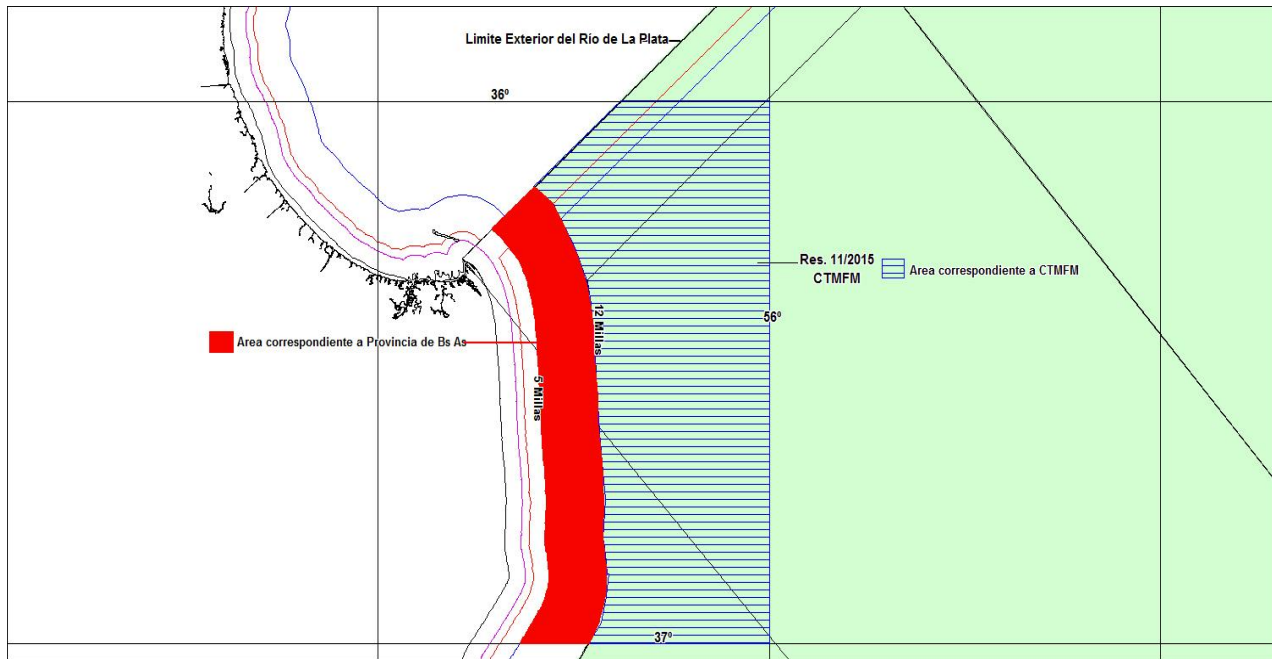 Limite Exterior del Río de La Plata
36º
Res. 11/2015
CTMFM
Area correspondiente a CTMFM
56º
12 Millas
Area correspondiente a Provincia de Bs As
5 Millas
37º